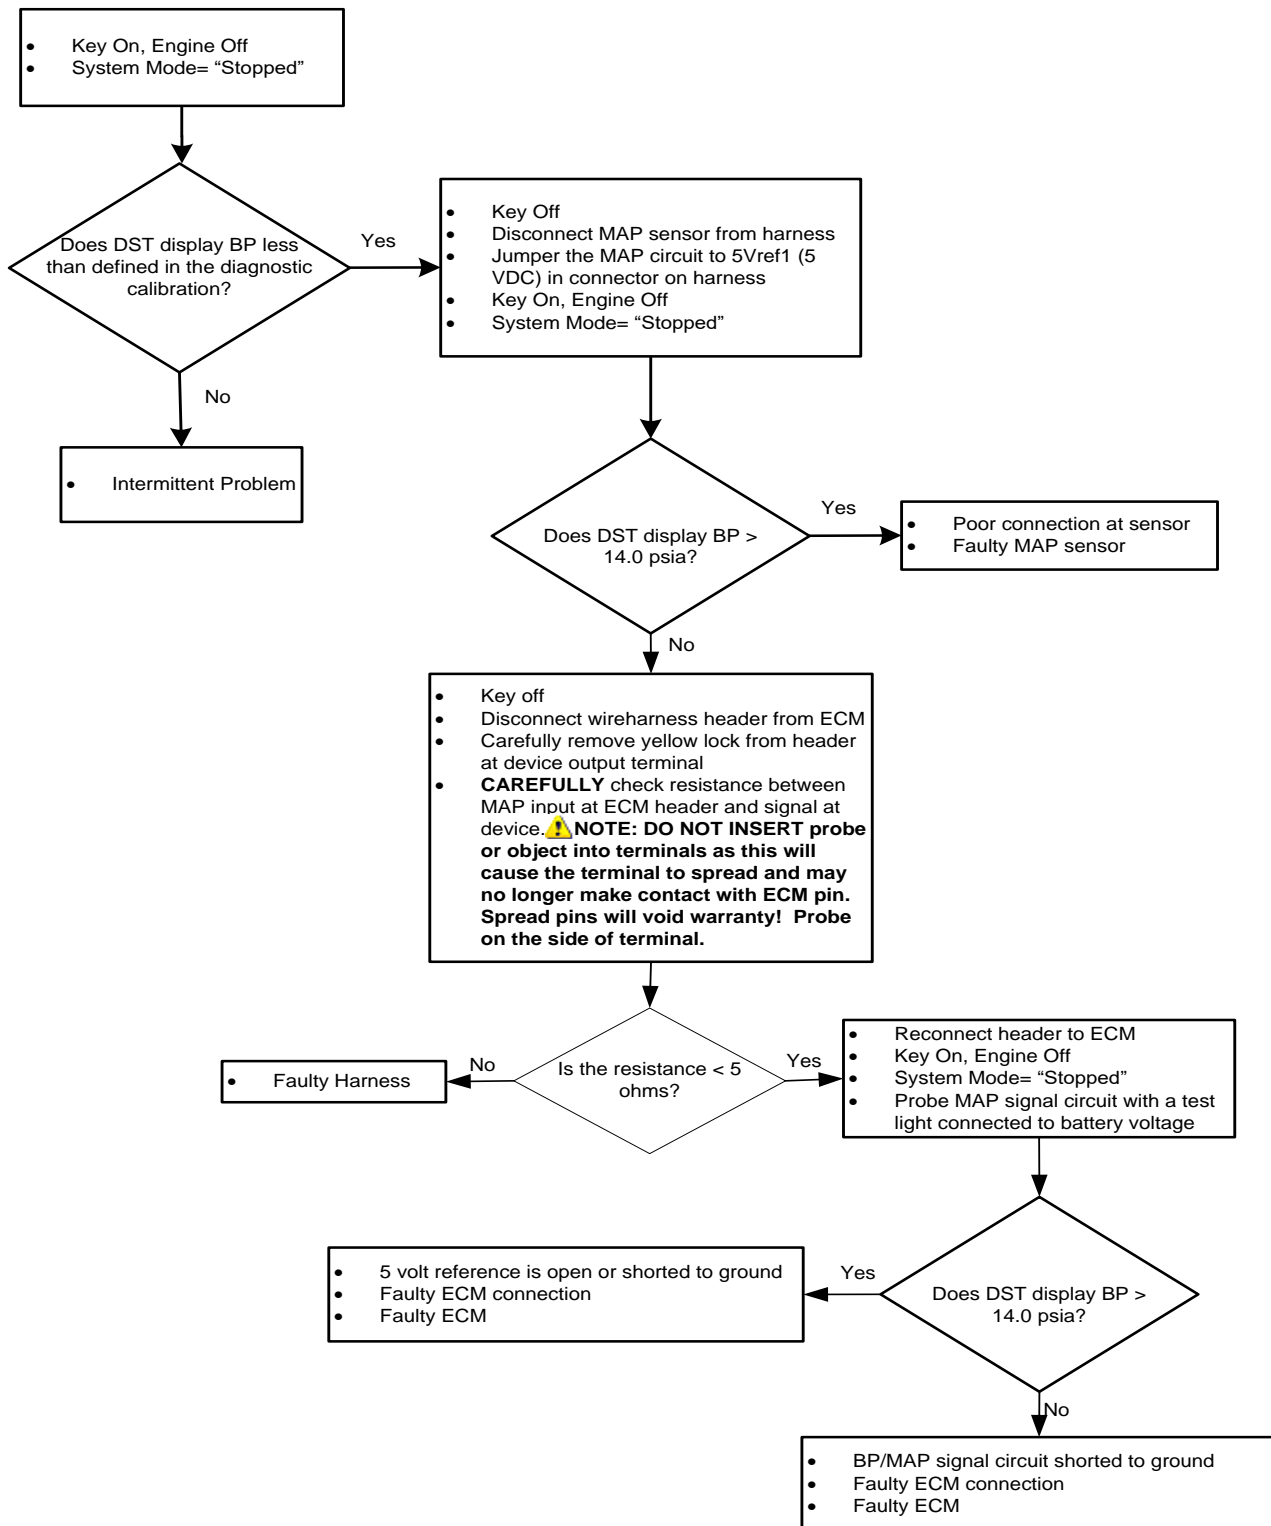 • Key On, Engine Off
• System Mode= “Stopped”
Does DST display BP less
than defined in the diagnostic
calibration?
Yes
No
• Intermittent Problem
• Key Off
• Disconnect MAP sensor from harness
• Jumper the MAP circuit to 5Vref1 (5
VDC) in connector on harness
• Key On, Engine Off
• System Mode= “Stopped”
Does DST display BP >
14.0 psia?
Yes
• Poor connection at sensor
• Faulty MAP sensor
No
• Key off
• Disconnect wireharness header from ECM
• Carefully remove yellow lock from header
at device output terminal
• CAREFULLY check resistance between
MAP input at ECM header and signal at
device. NOTE: DO NOT INSERT probe
or object into terminals as this will
cause the terminal to spread and may
no longer make contact with ECM pin.
Spread pins will void warranty! Probe
on the side of terminal.
Is the resistance < 5
ohms?
No
• Faulty Harness
Yes
• Reconnect header to ECM
• Key On, Engine Off
• System Mode= “Stopped”
• Probe MAP signal circuit with a test
light connected to battery voltage
Does DST display BP >
14.0 psia?
Yes
• 5 volt reference is open or shorted to ground
• Faulty ECM connection
• Faulty ECM
No
• BP/MAP signal circuit shorted to ground
• Faulty ECM connection
• Faulty ECM